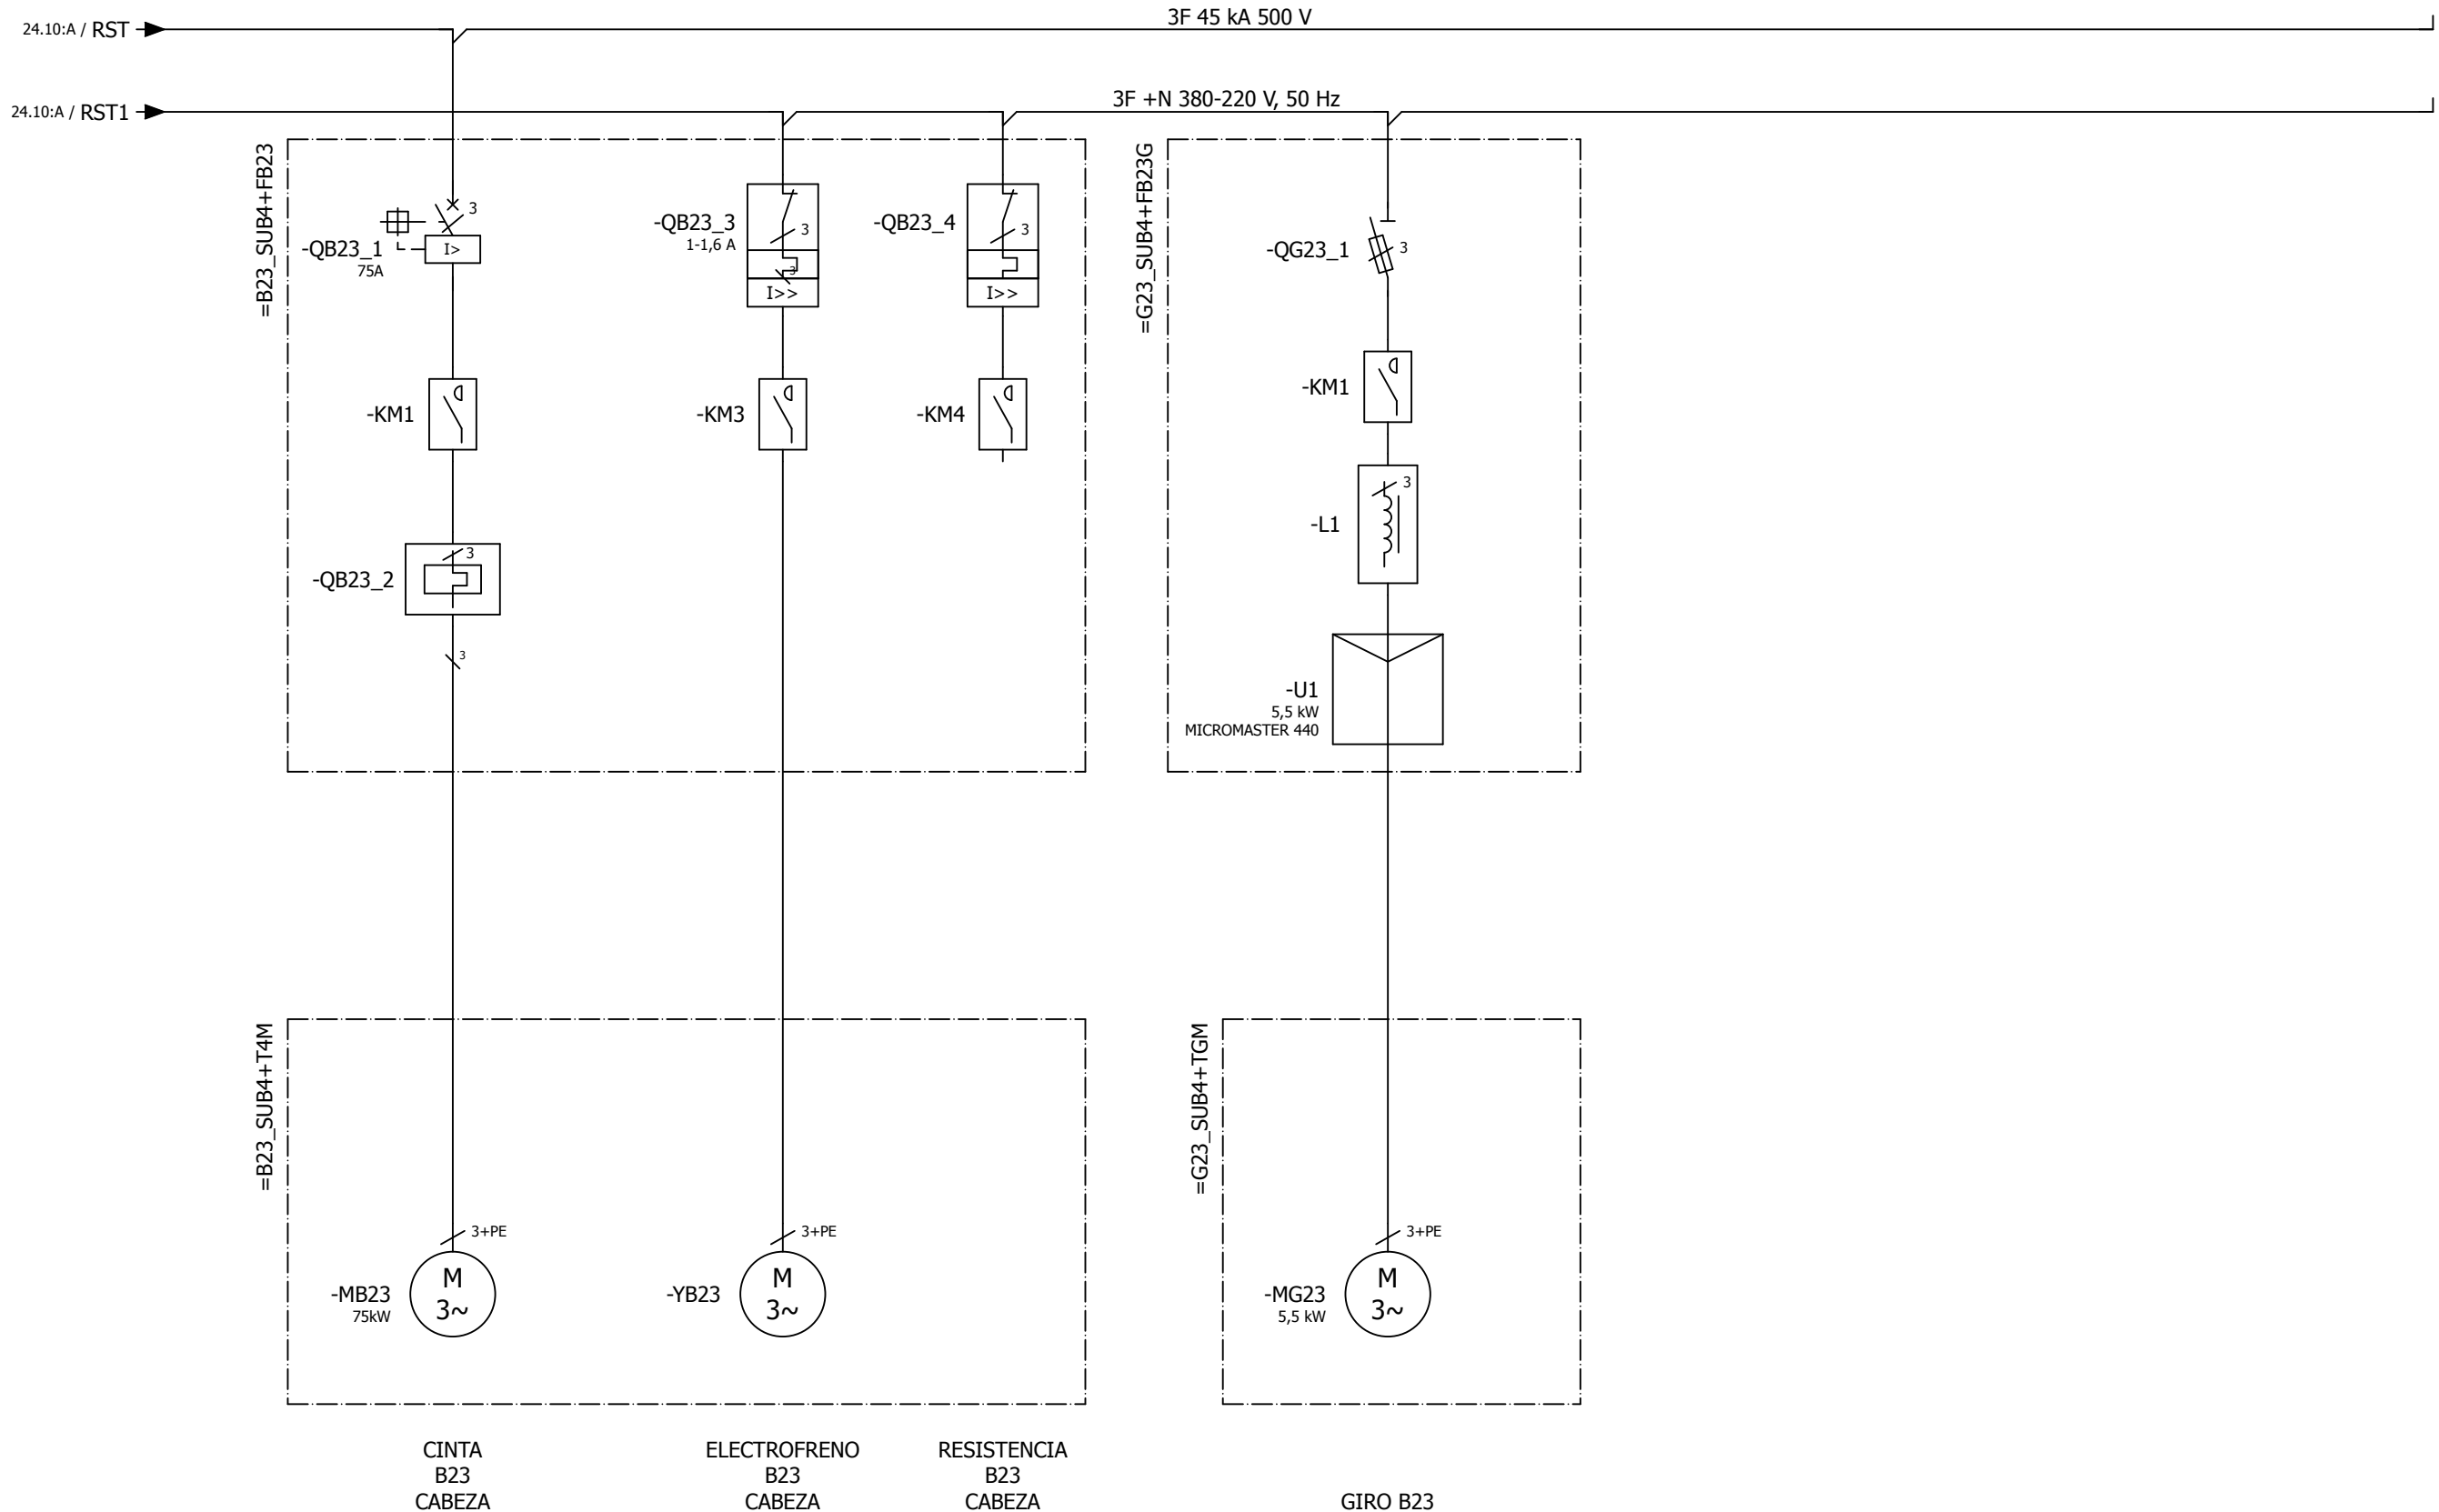 24.10:A / RST
3F 45 kA 500 V
24.10:A / RST1
3F +N 380-220 V, 50 Hz
=B23_SUB4+FB23
=G23_SUB4+FB23G
-QB23_1
75A
3
I>
-QB23_3
1-1,6 A
3
3
I>>
-QB23_4
3
I>>
-QG23_1
3
-KM1
-KM3
-KM4
-KM1
-L1
3
-QB23_2
3
3
-U1
5,5 kW
MICROMASTER 440
=B23_SUB4+T4M
=G23_SUB4+TGM
3+PE
3+PE
3+PE
-MB23
75kW
M
3~
-YB23
M
3~
-MG23
5,5 kW
M
3~
CINTA
B23
CABEZA
ELECTROFRENO
B23
CABEZA
RESISTENCIA
B23
CABEZA
GIRO B23